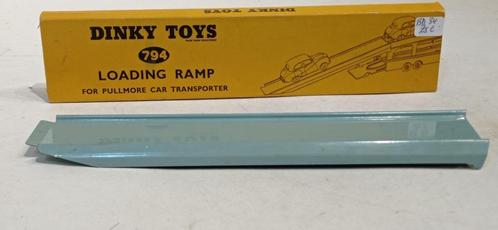 DINKY TOYS
794
LOADING RAMP
FOR PULLMORE CAR TRANSPORTER